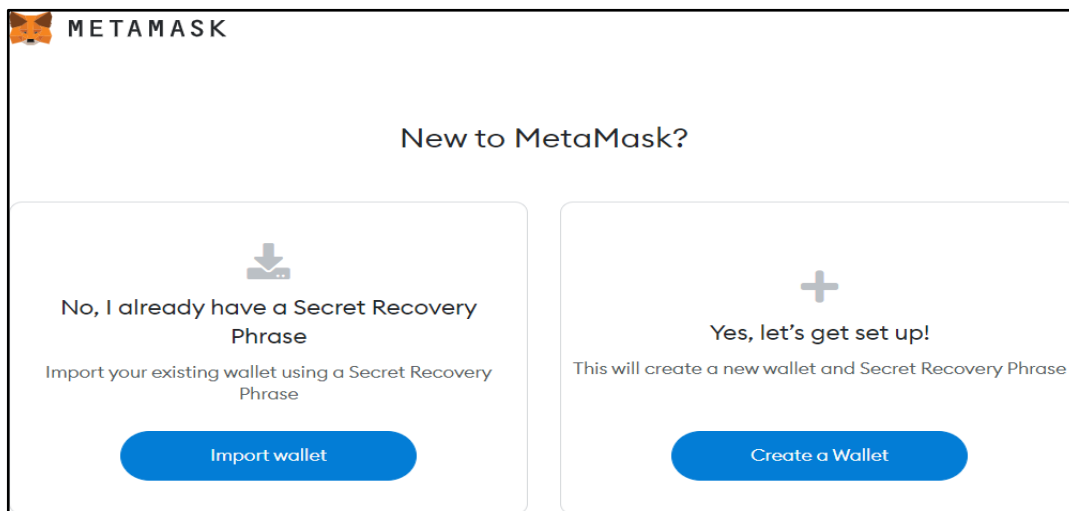 METAMASK
New to MetaMask?
No, I already have a Secret Recovery
Phrase
Import your existing wallet using a Secret Recovery
Phrase
Import wallet
Yes, let's get set up!
This will create a new wallet and Secret Recovery Phrase
Create a Wallet